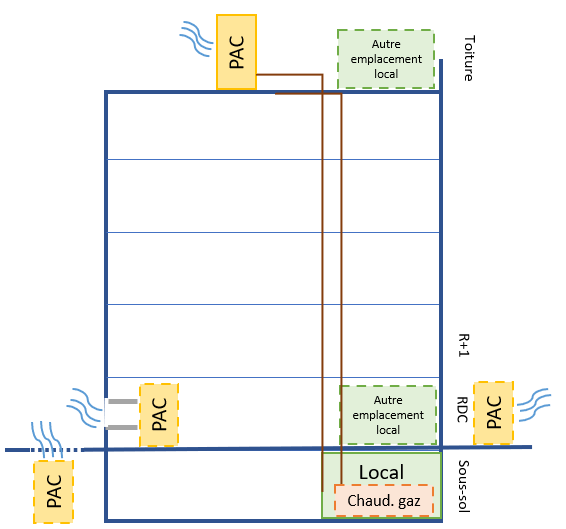 PAC
Autre
emplacement
local
Toiture
R+1
PAC
Autre
emplacement
local
RDC
PAC
PAC
Local
Chaud. gaz
Sous-sol